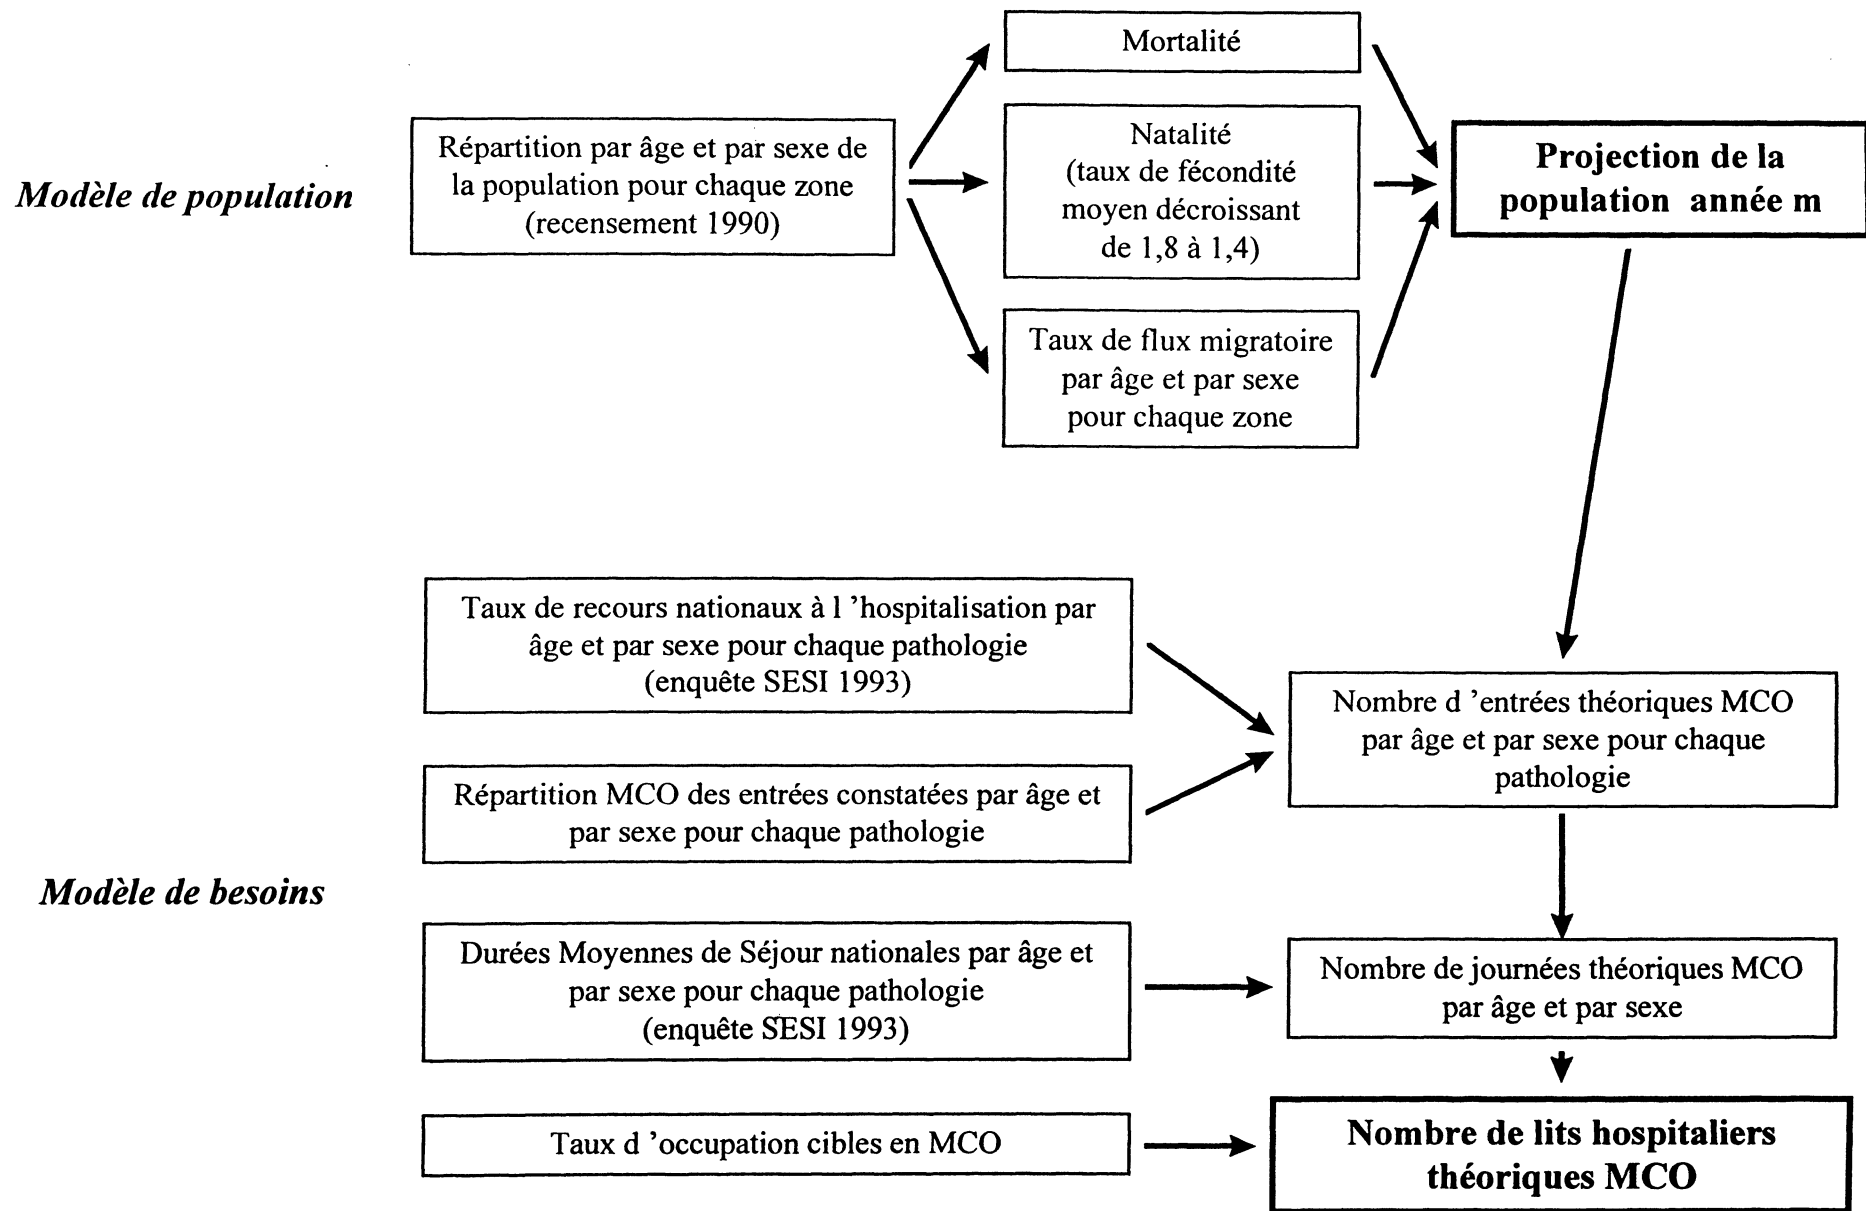 Modèle de population
Répartition par âge et par sexe de
la population pour chaque zone
(recensement 1990)
Mortalité
Natalité
(taux de fécondité
moyen décroissant
de 1,8 à 1,4)
Taux de flux migratoire
par âge et par sexe
pour chaque zone
Projection de la
population année m
Modèle de besoins
Taux de recours nationaux à l 'hospitalisation par
âge et par sexe pour chaque pathologie
(enquête SESI 1993)
Répartition MCO des entrées constatées par âge et
par sexe pour chaque pathologie
Nombre d 'entrées théoriques MCO
par âge et par sexe pour chaque
pathologie
Durées Moyennes de Séjour nationales par âge et
par sexe pour chaque pathologie
(enquête SESI 1993)
Nombre de journées théoriques MCO
par âge et par sexe
Taux d 'occupation cibles en MCO
Nombre de lits hospitaliers
théoriques MCO